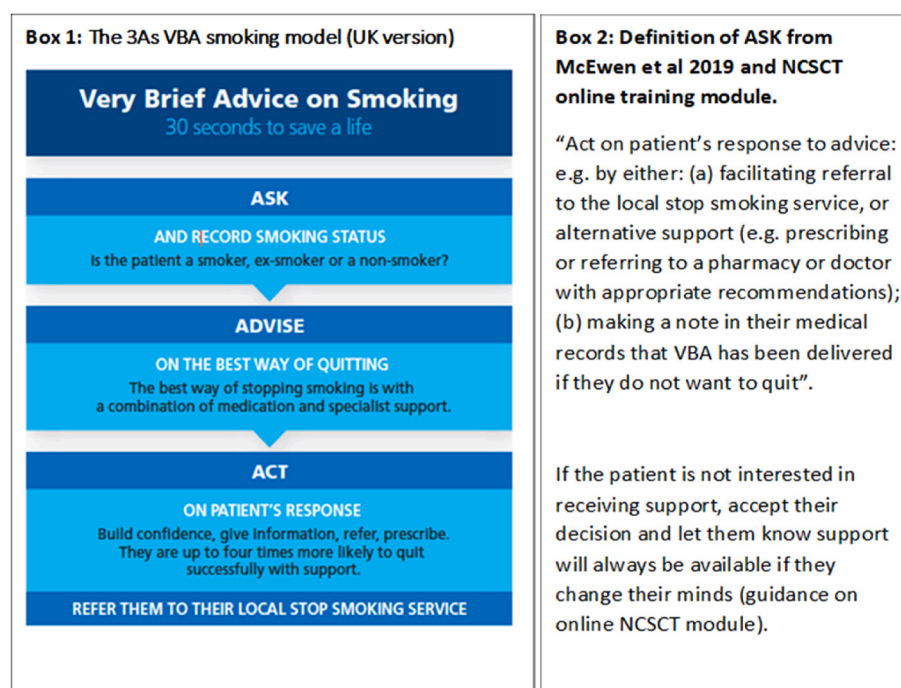 Box 1: The 3As VBA smoking model (UK version)
Very Brief Advice on Smoking
30 seconds to save a life
ASK
AND RECORD SMOKING STATUS
Is the patient a smoker, ex-smoker or a non-smoker?
ADVISE
ON THE BEST WAY OF QUITTING
The best way of stopping smoking is with
a combination of medication and specialist support.
ACT
ON PATIENT'S RESPONSE
Build confidence, give information, refer, prescribe.
They are up to four times more likely to quit
successfully with support.
REFER THEM TO THEIR LOCAL STOP SMOKING SERVICE
Box 2: Definition of ASK from
McEwen et al 2019 and NCSCT
online training module.
“Act on patient’s response to advice:
e.g. by either: (a) facilitating referral
to the local stop smoking service, or
alternative support (e.g. prescribing
or referring to a pharmacy or doctor
with appropriate recommendations);
(b) making a note in their medical
records that VBA has been delivered
if they do not want to quit”.
If the patient is not interested in
receiving support, accept their
decision and let them know support
will always be available if they
change their minds (guidance on
online NCSCT module).